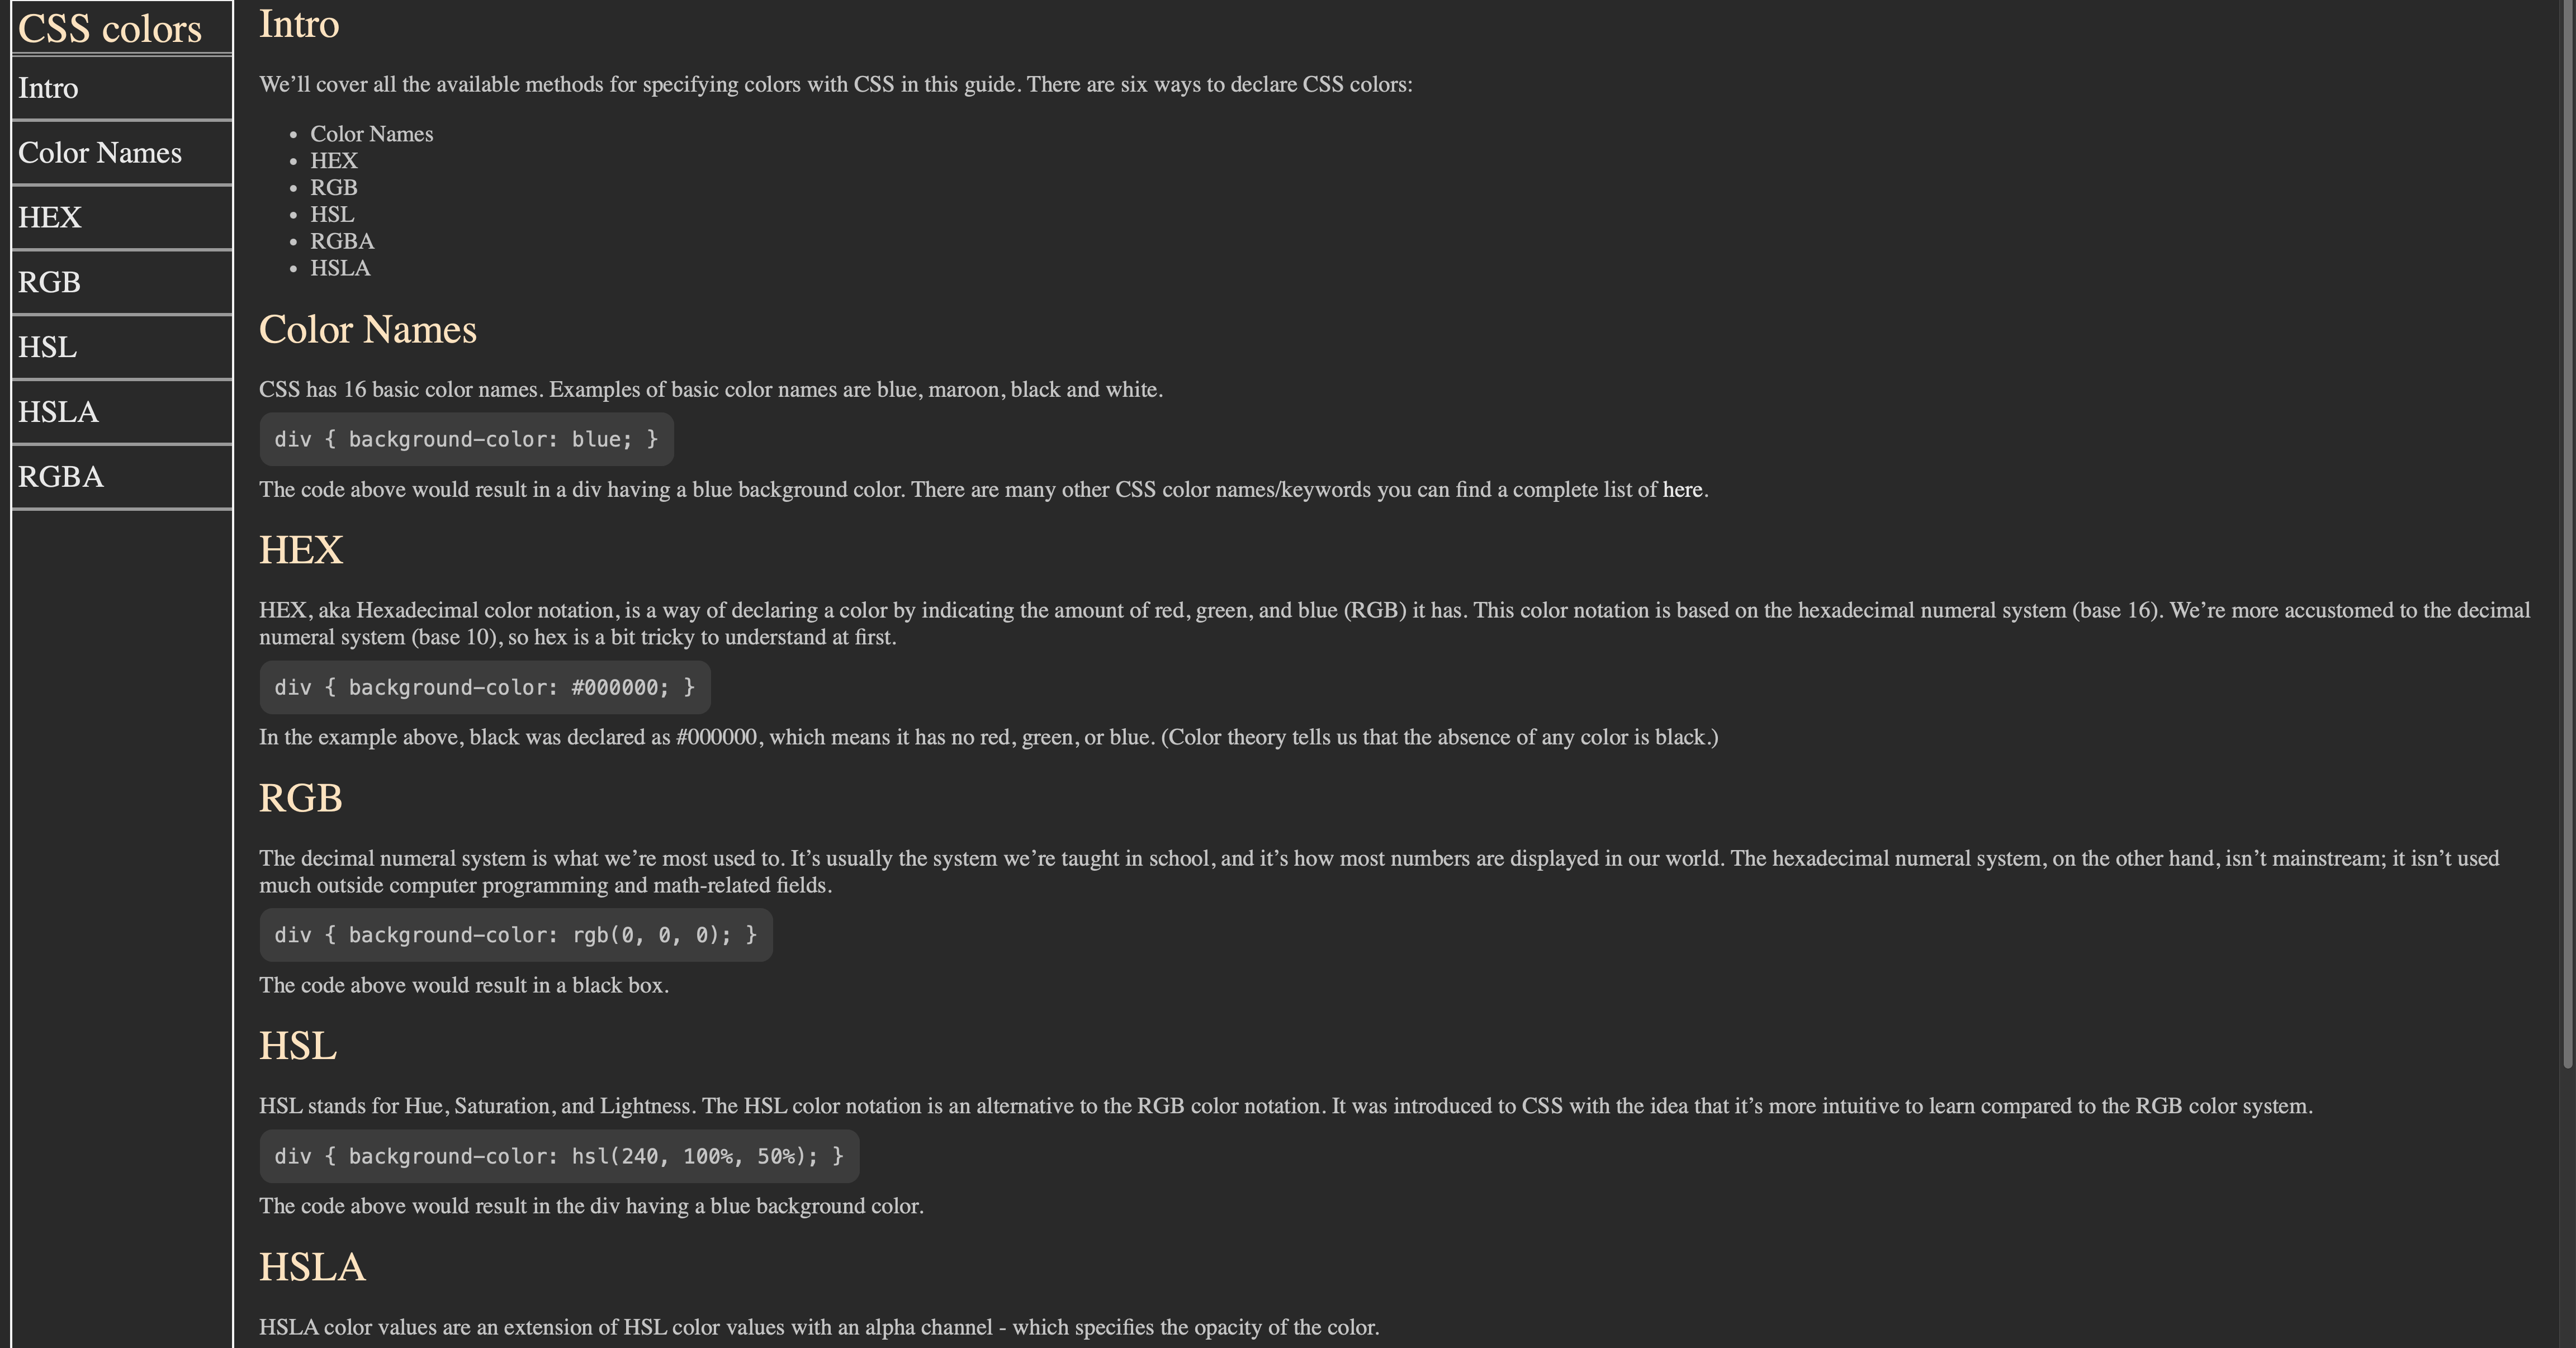 CSS colors
Intro
Color Names
HEX
RGB
HSL
HSLA
RGBA
Intro
We’ll cover all the available methods for specifying colors with CSS in this guide. There are six ways to declare CSS colors:
• Color Names
• HEX
• RGB
• HSL
• RGBA
• HSLA
Color Names
CSS has 16 basic color names. Examples of basic color names are blue, maroon, black and white.
div { background-color: blue; }
The code above would result in a div having a blue background color. There are many other CSS color names/keywords you can find a complete list of here.
HEX
HEX, aka Hexadecimal color notation, is a way of declaring a color by indicating the amount of red, green, and blue (RGB) it has. This color notation is based on the hexadecimal numeral system (base 16). We’re more accustomed to the decimal
numeral system (base 10), so hex is a bit tricky to understand at first.
div { background-color: #000000; }
In the example above, black was declared as #000000, which means it has no red, green, or blue. (Color theory tells us that the absence of any color is black.)
RGB
The decimal numeral system is what we’re most used to. It’s usually the system we’re taught in school, and it’s how most numbers are displayed in our world. The hexadecimal numeral system, on the other hand, isn’t mainstream; it isn’t used
much outside computer programming and math-related fields.
div { background-color: rgb(0, 0, 0); }
The code above would result in a black box.
HSL
HSL stands for Hue, Saturation, and Lightness. The HSL color notation is an alternative to the RGB color notation. It was introduced to CSS with the idea that it’s more intuitive to learn compared to the RGB color system.
div { background-color: hsl(240, 100%, 50%); }
The code above would result in the div having a blue background color.
HSLA
HSLA color values are an extension of HSL color values with an alpha channel - which specifies the opacity of the color.